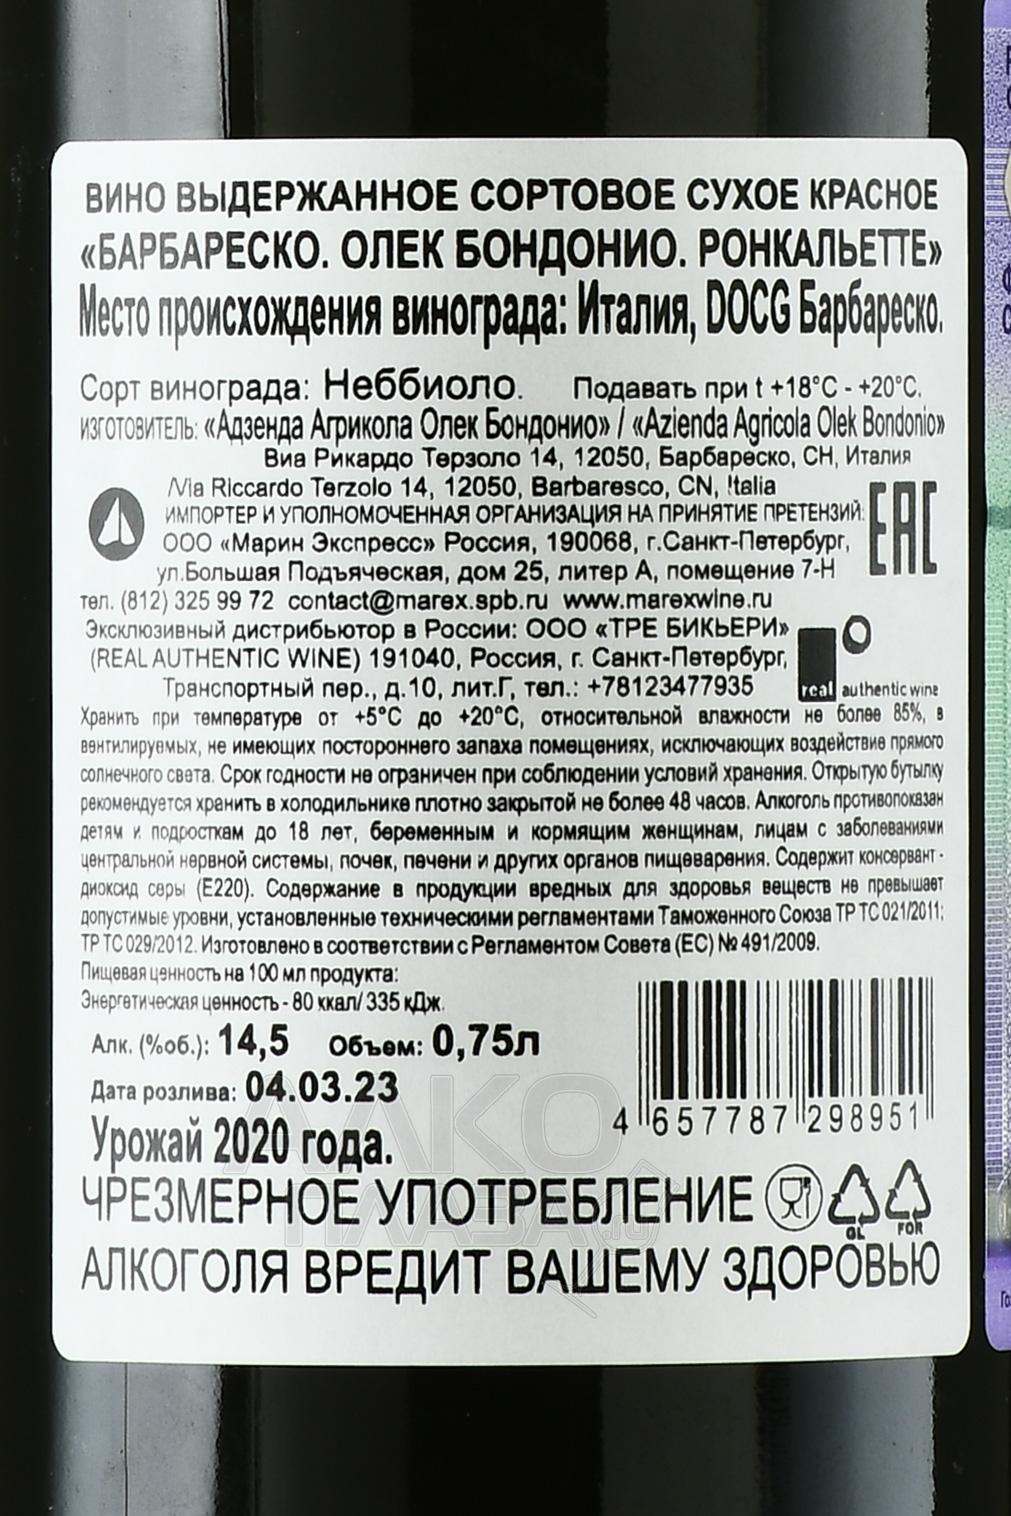 ВИНО ВЫДЕРЖАННОЕ СОРТОВОЕ СУХОЕ КРАСНОЕ
«БАРБАРЕСКО. ОЛЕК БОНДОНИО. РОНКАЛЬЕТТЕ»
Место происхождения винограда: Италия, DOCG Барбареско.
Сорт винограда: Неббиоло. Подавать при t +18°C - +20°C.
ИЗГОТОВИТЕЛЬ: «Адзенда Агрикола Олек Бондонио» / «Azienda Agricola Olek Bondonio»
Виа Рикардо Терзоло 14, 12050, Барбареско, CH, Италия
/Via Riccardo Terzolo 14, 12050, Barbaresco, CN, Italia
ИМПОРТЕР И УПОЛНОМОЧЕННАЯ ОРГАНИЗАЦИЯ НА ПРИНЯТИЕ ПРЕТЕНЗИЙ:
ООО «Марин Экспресс» Россия, 190068, г.Санкт-Петербург,
ул.Большая Подъяческая, дом 25, литер А, помещение 7-Н
EAC
тел. (812) 325 99 72 contact@marex.spb.ru www.marexwine.ru
Эксклюзивный дистрибьютор в России: ООО «ТРЕ БИКЬЕРИ»
(REAL AUTHENTIC WINE) 191040, Россия, г. Санкт-Петербург,
Транспортный пер., д.10, лит.Г, тел.: +78123477935
real authentic wine
Хранить при температуре от +5°C до +20°C, относительной влажности не более 85%, в
вентилируемых, не имеющих постороннего запаха помещениях, исключающих воздействие прямого
солнечного света. Срок годности не ограничен при соблюдении условий хранения. Открытую бутылку
рекомендуется хранить в холодильнике плотно закрытой не более 48 часов. Алкоголь противопоказан
детям и подросткам до 18 лет, беременным и кормящим женщинам, лицам с заболеваниями
центральной нервной системы, почек, печени и других органов пищеварения. Содержит консервант -
диоксид серы (Е220). Содержание в продукции вредных для здоровья веществ не превышает
допустимые уровни, установленные техническими регламентами Таможенного Союза ТР ТС 021/2011;
ТР ТС 029/2012. Изготовлено в соответствии с Регламентом Совета (ЕС) № 491/2009.
Пищевая ценность на 100 мл продукта:
Энергетическая ценность - 80 ккал/ 335 кДж.
Алк. (%об.): 14,5 Объем: 0,75л
Дата розлива: 04.03.23
Урожай 2020 года.
4 657787 298951
ЧРЕЗМЕРНОЕ УПОТРЕБЛЕНИЕ
GL FOR
АЛКОГОЛЯ ВРЕДИТ ВАШЕМУ ЗДОРОВЬЮ